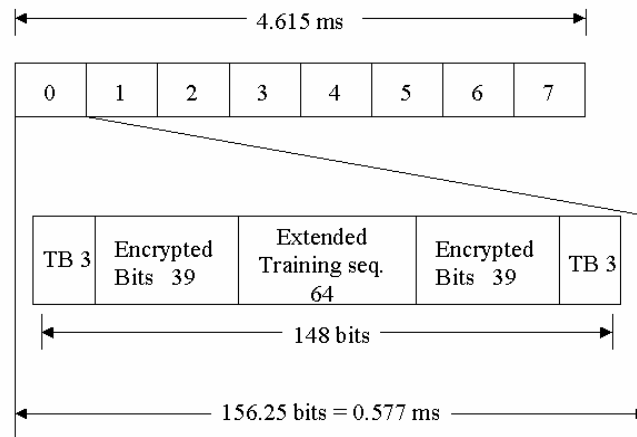 4.615 ms
0 1 2 3 4 5 6 7
TB 3
Encrypted
Bits 39
Extended
Training seq.
64
Encrypted
Bits 39
TB 3
148 bits
156.25 bits = 0.577 ms